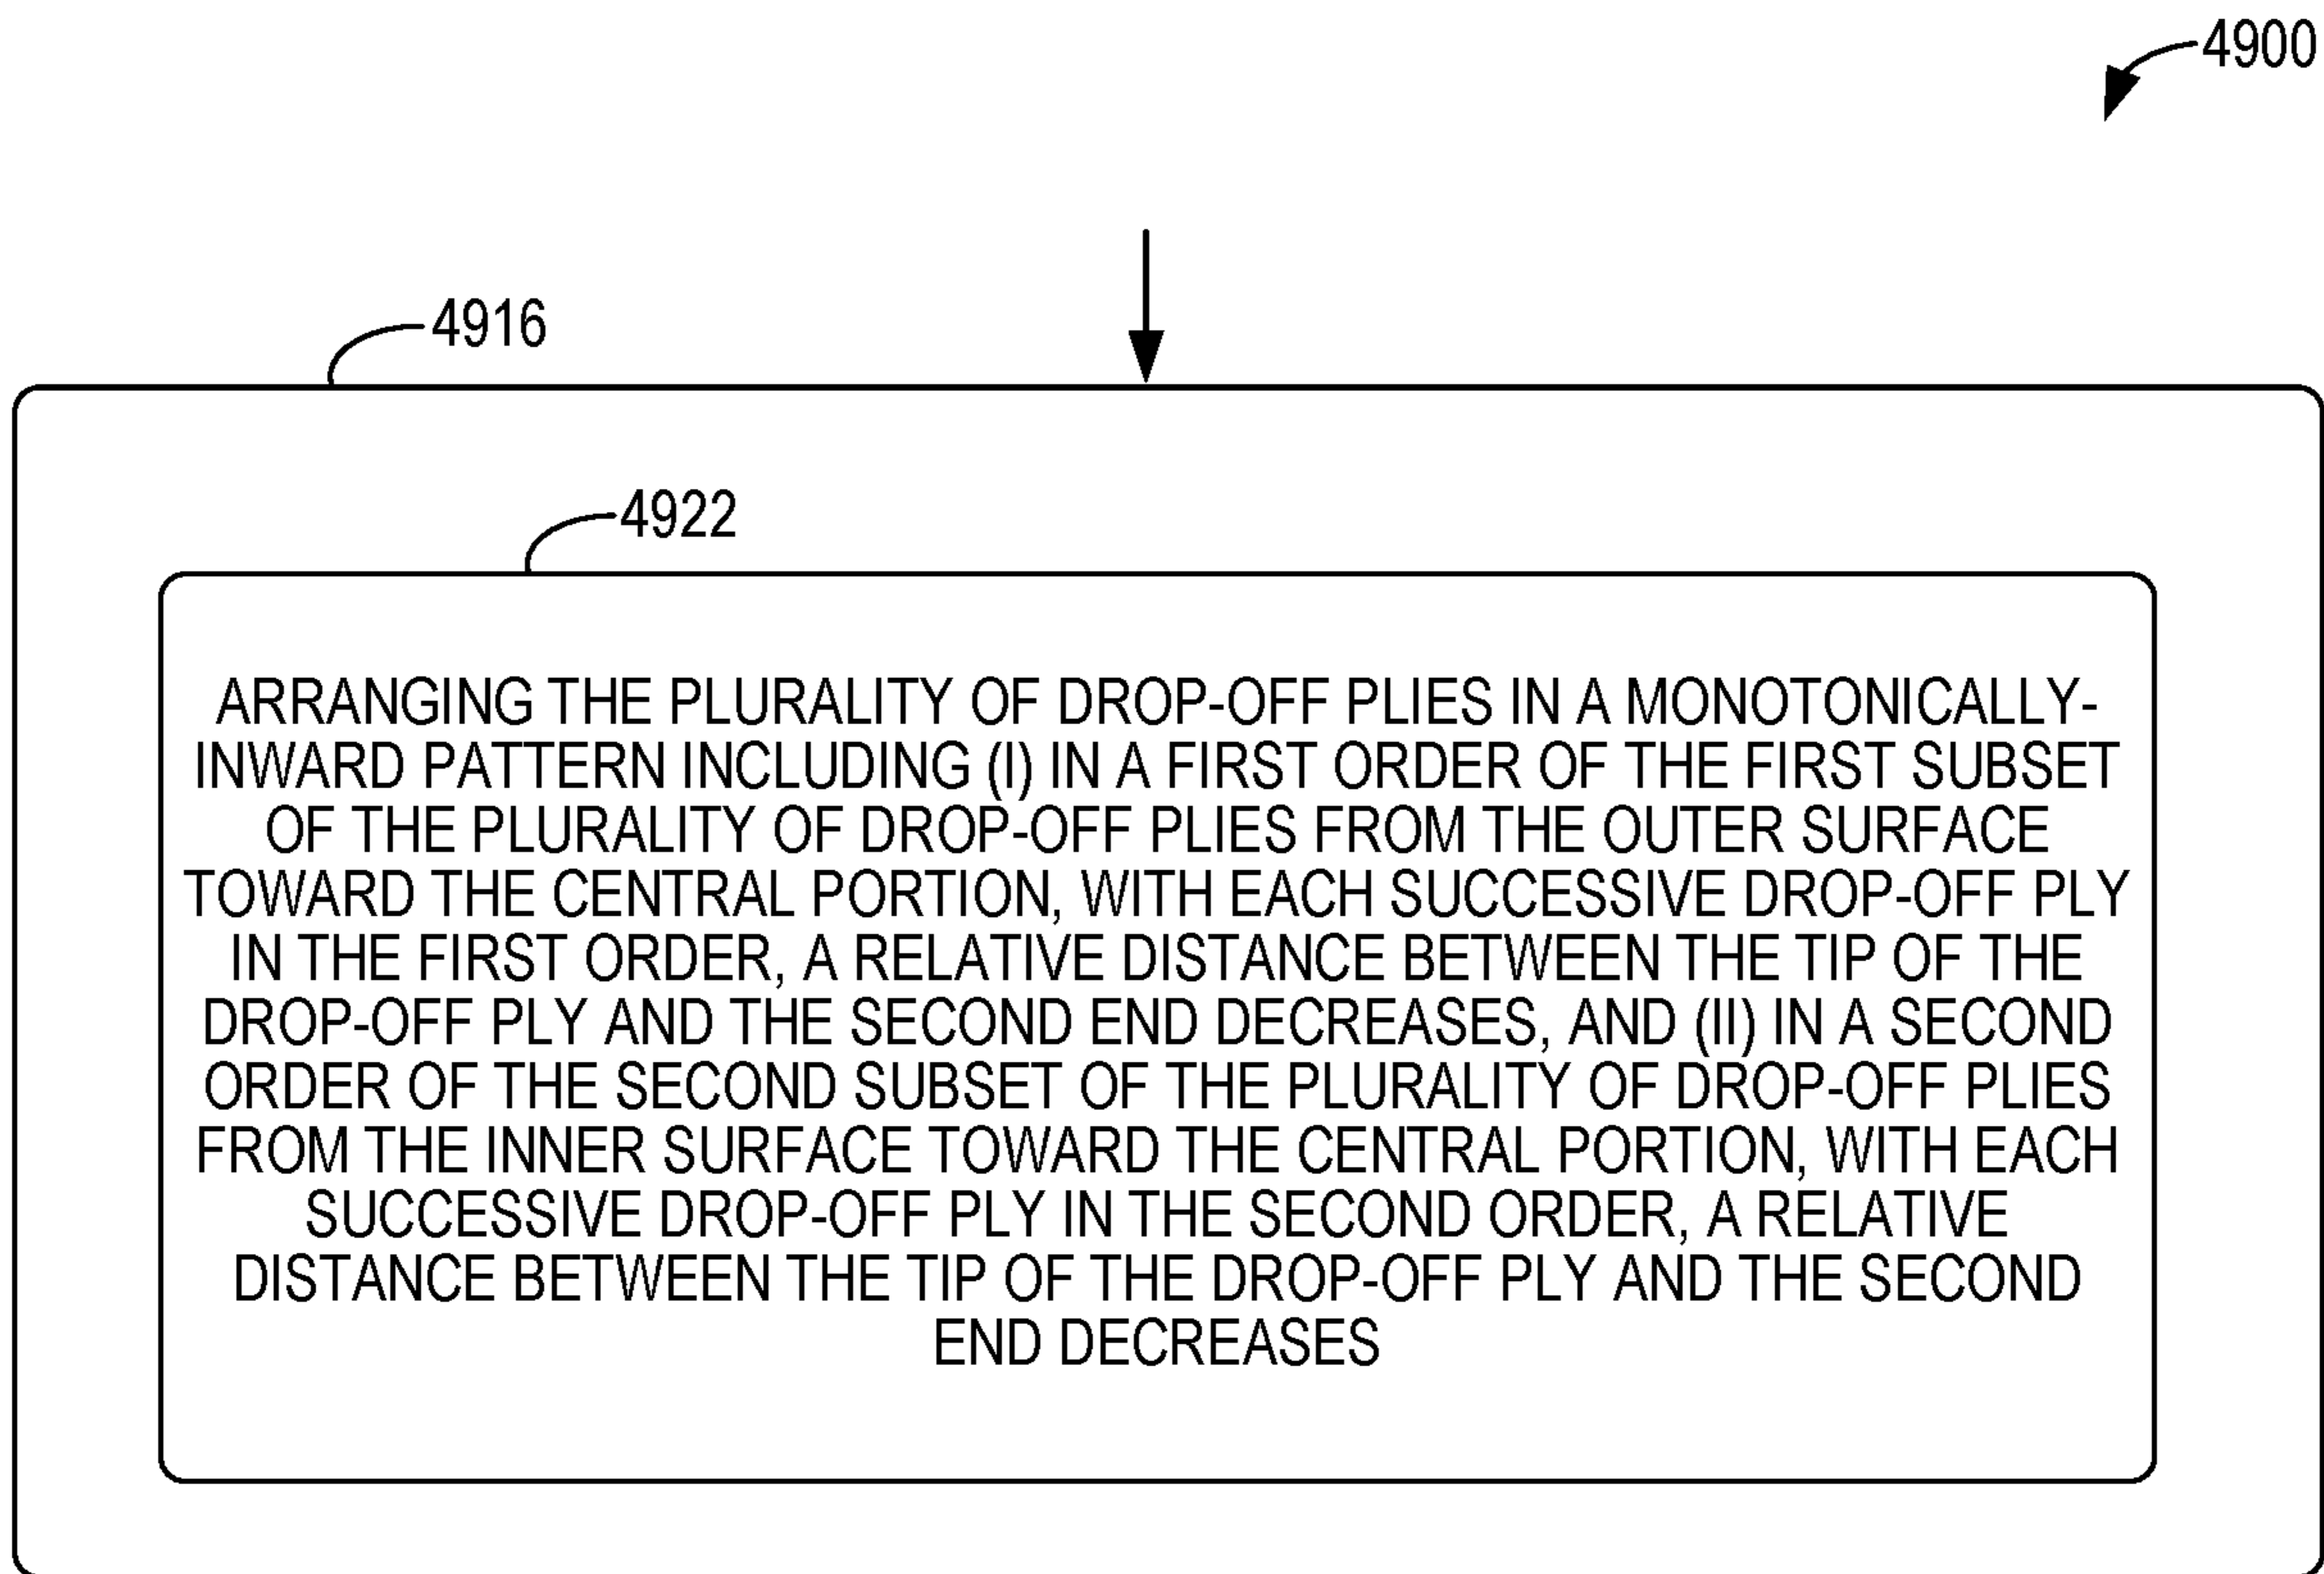 4900
4916
4922
ARRANGING THE PLURALITY OF DROP-OFF PLIES IN A MONOTONICALLY-
INWARD PATTERN INCLUDING (I) IN A FIRST ORDER OF THE FIRST SUBSET
OF THE PLURALITY OF DROP-OFF PLIES FROM THE OUTER SURFACE
TOWARD THE CENTRAL PORTION, WITH EACH SUCCESSIVE DROP-OFF PLY
IN THE FIRST ORDER, A RELATIVE DISTANCE BETWEEN THE TIP OF THE
DROP-OFF PLY AND THE SECOND END DECREASES, AND (II) IN A SECOND
ORDER OF THE SECOND SUBSET OF THE PLURALITY OF DROP-OFF PLIES
FROM THE INNER SURFACE TOWARD THE CENTRAL PORTION, WITH EACH
SUCCESSIVE DROP-OFF PLY IN THE SECOND ORDER, A RELATIVE
DISTANCE BETWEEN THE TIP OF THE DROP-OFF PLY AND THE SECOND
END DECREASES